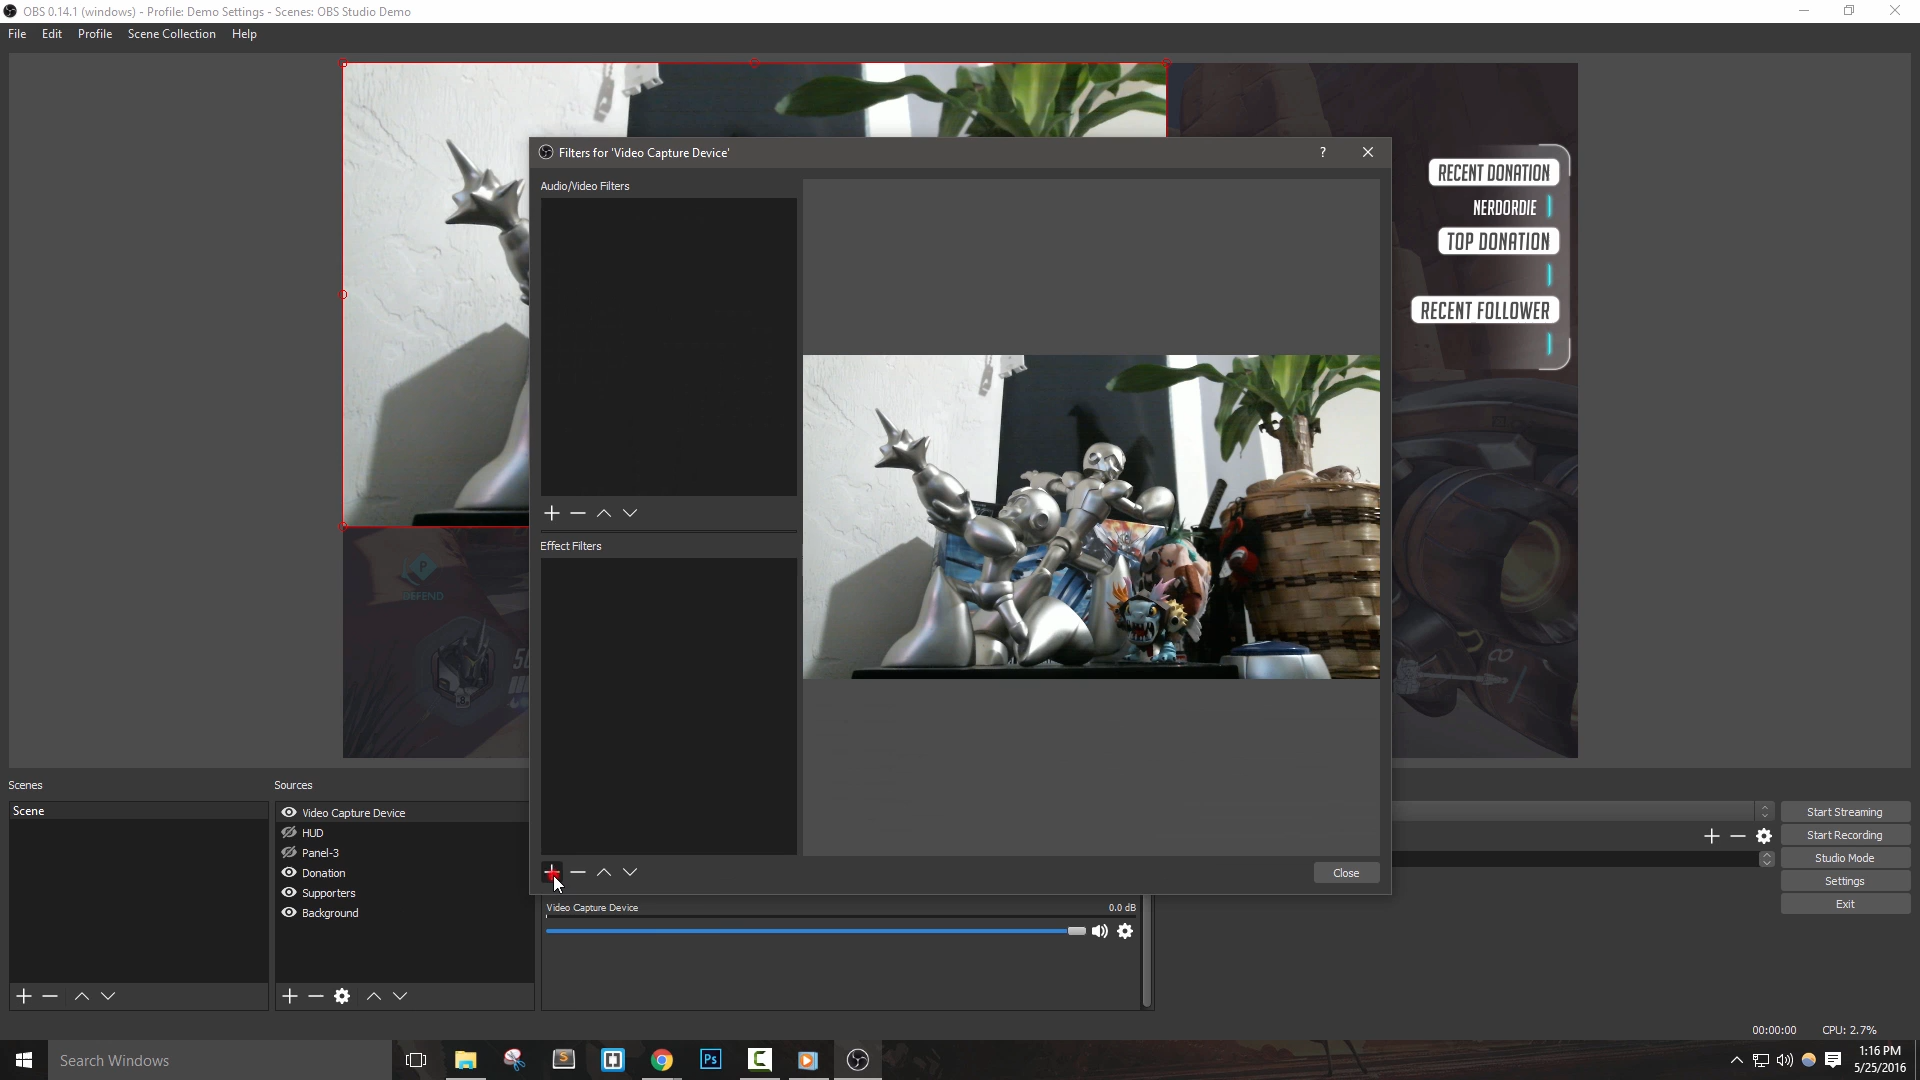 OBS 0.14.1 (windows) - Profile: Demo Settings - Scenes: OBS Studio Demo
File Edit Profile Scene Collection Help
Filters for 'Video Capture Device'
?
Audio/Video Filters
Effect Filters
Close
RECENT DONATION
NERDORDIE
TOP DONATION
RECENT FOLLOWER
P
DEFEND
Scenes
Scene
Sources
Video Capture Device
HUD
Panel-3
Donation
Supporters
Background
Video Capture Device 0.0 dB
Start Streaming
Start Recording
Studio Mode
Settings
Exit
00:00:00 CPU: 2.7%
Search Windows
S
Ps
1:16 PM
5/25/2016